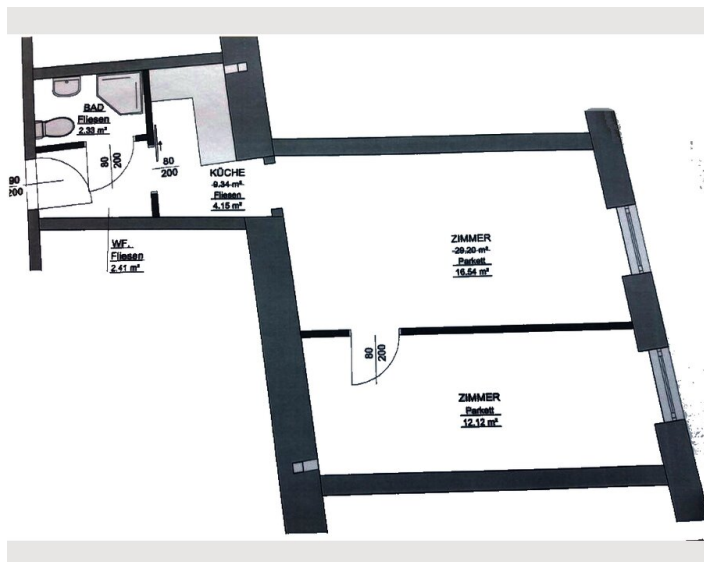 BAD
Fliesen
2.33 m²
80
200
80
200
90
200
KÜCHE
9.34 m²
Fliesen
4.15 m²
WF.
Fliesen
2.41 m²
ZIMMER
29.20 m²
Parkett
16.54 m²
80
200
ZIMMER
Parkett
12.12 m²